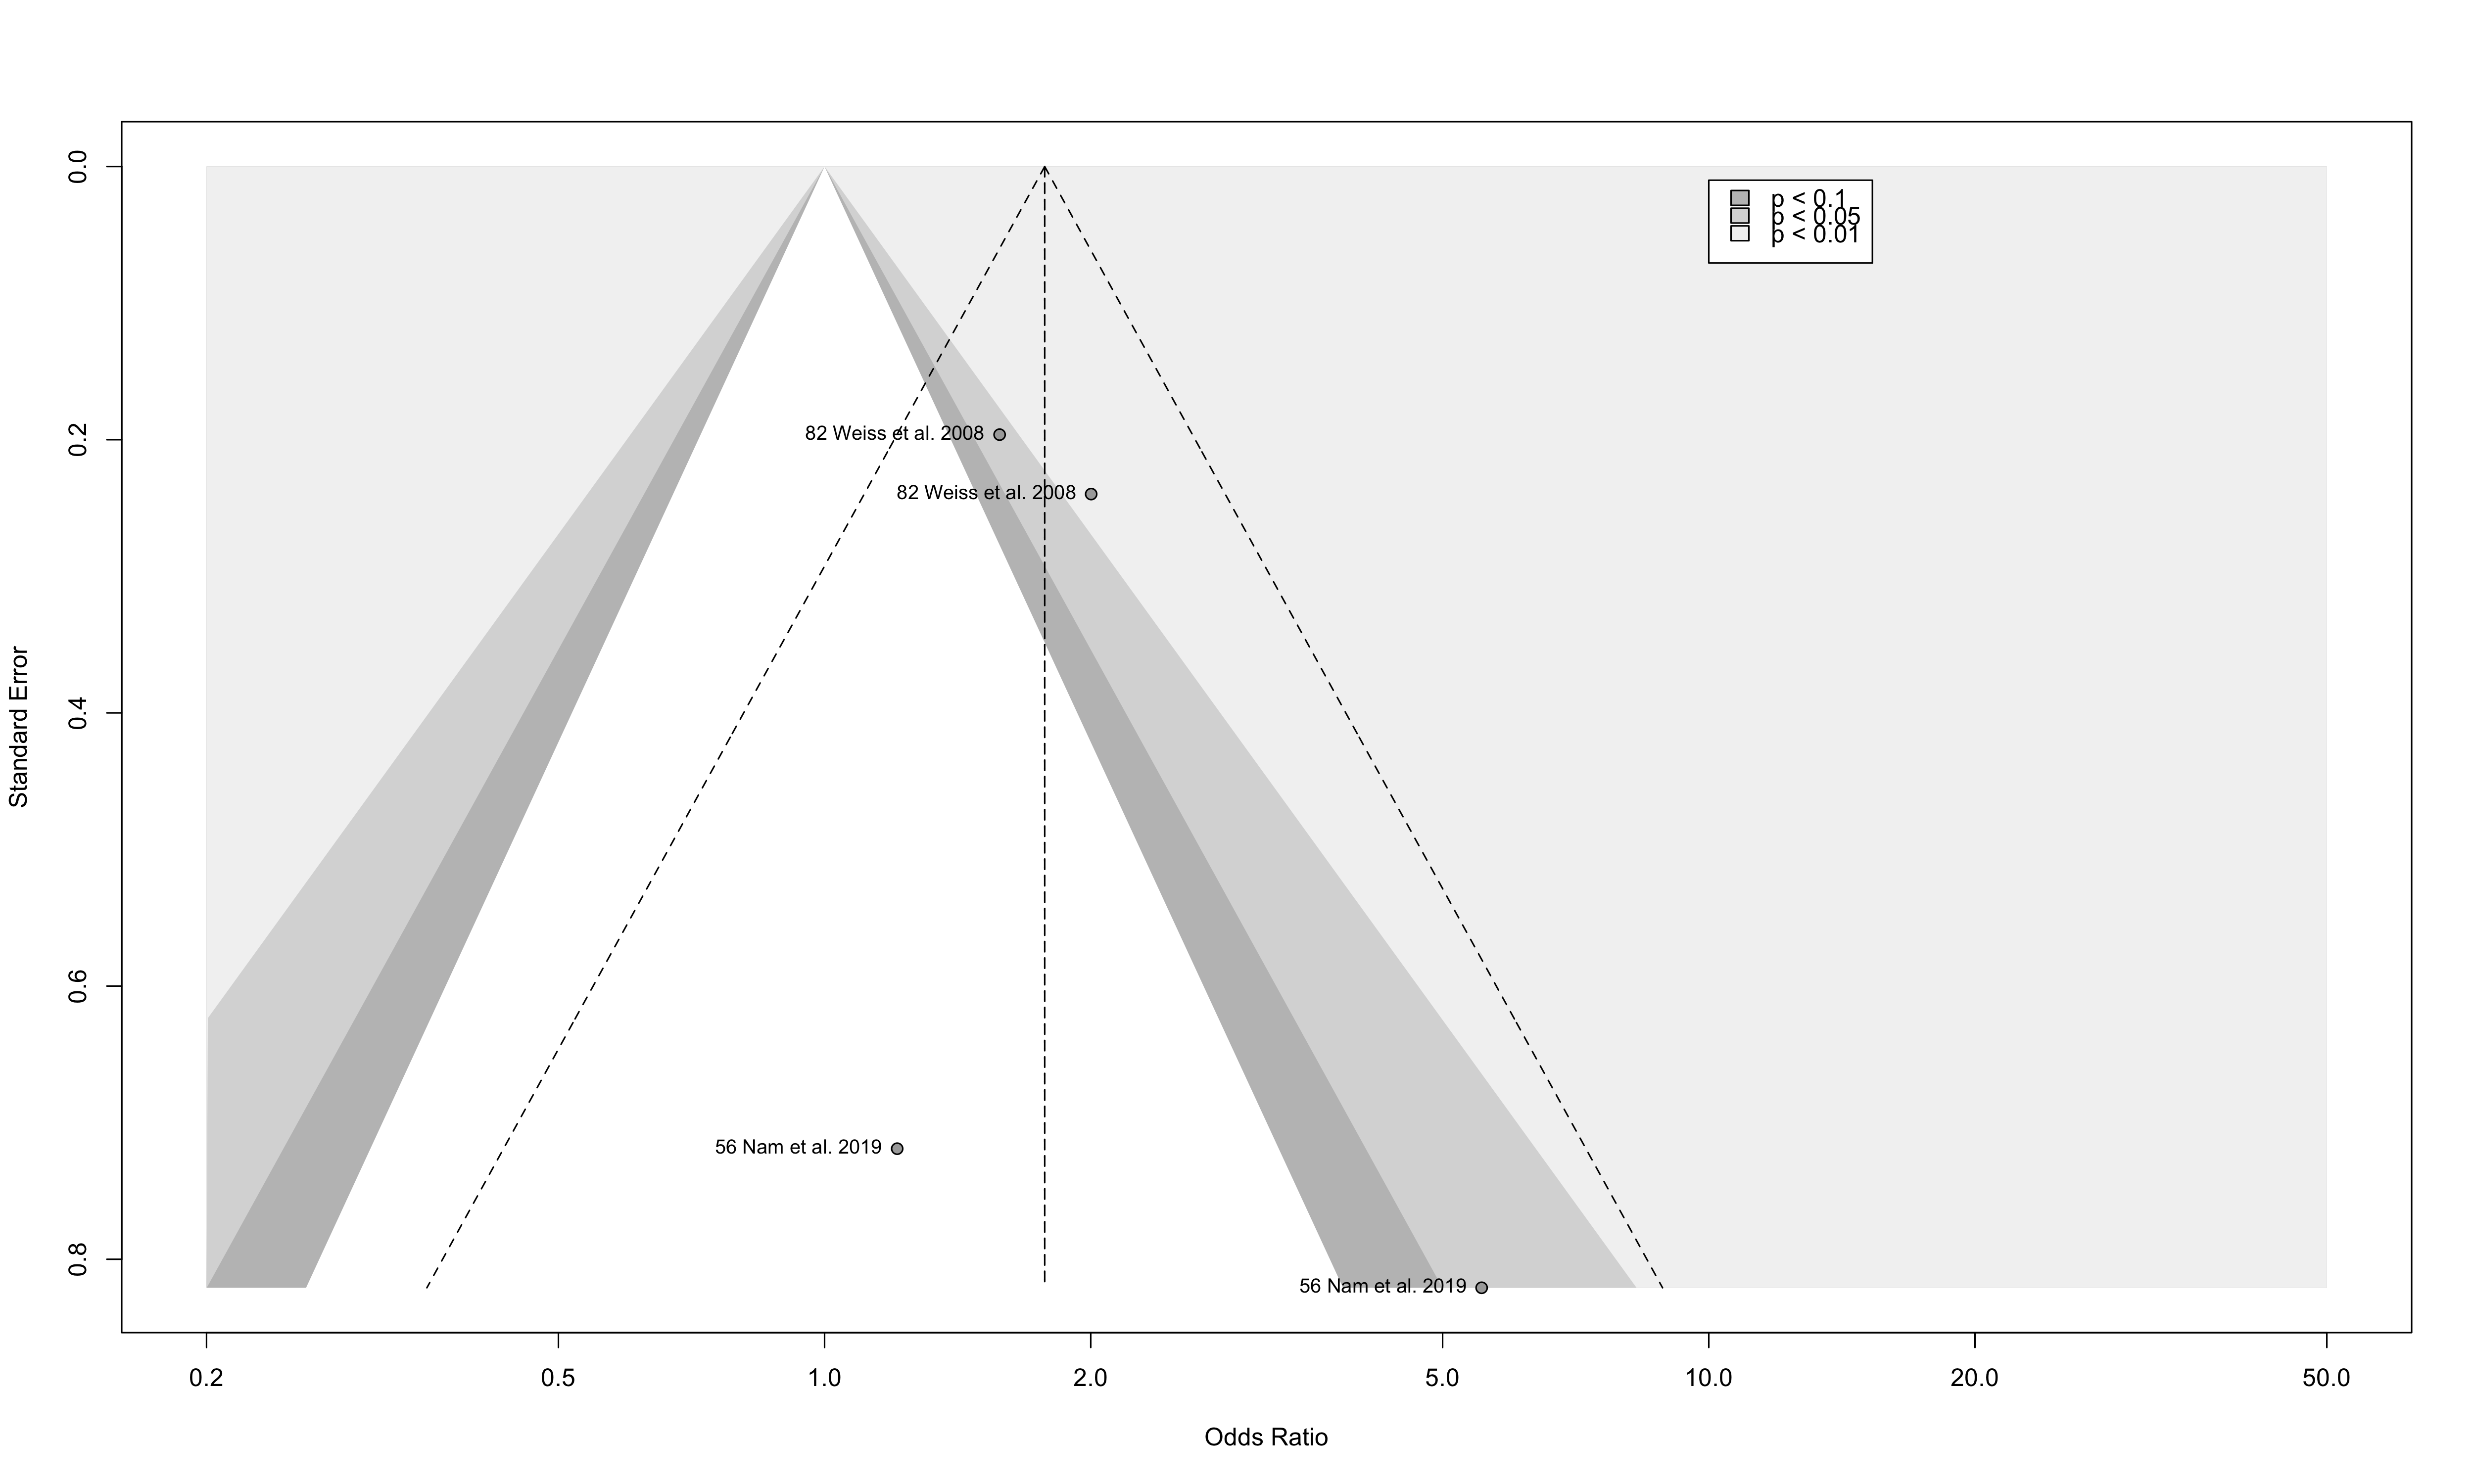 p < 0.1
p < 0.05
p < 0.01
82 Weiss et al. 2008
82 Weiss et al. 2008
56 Nam et al. 2019
56 Nam et al. 2019
Standard Error
0.0
0.2
0.4
0.6
0.8
0.2 0.5 1.0 2.0 5.0 10.0 20.0 50.0
Odds Ratio